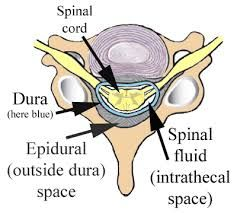 Spinal
cord
Dura
(here blue)
Epidural
(outside dura)
space
Spinal
fluid
(intrathecal
space)